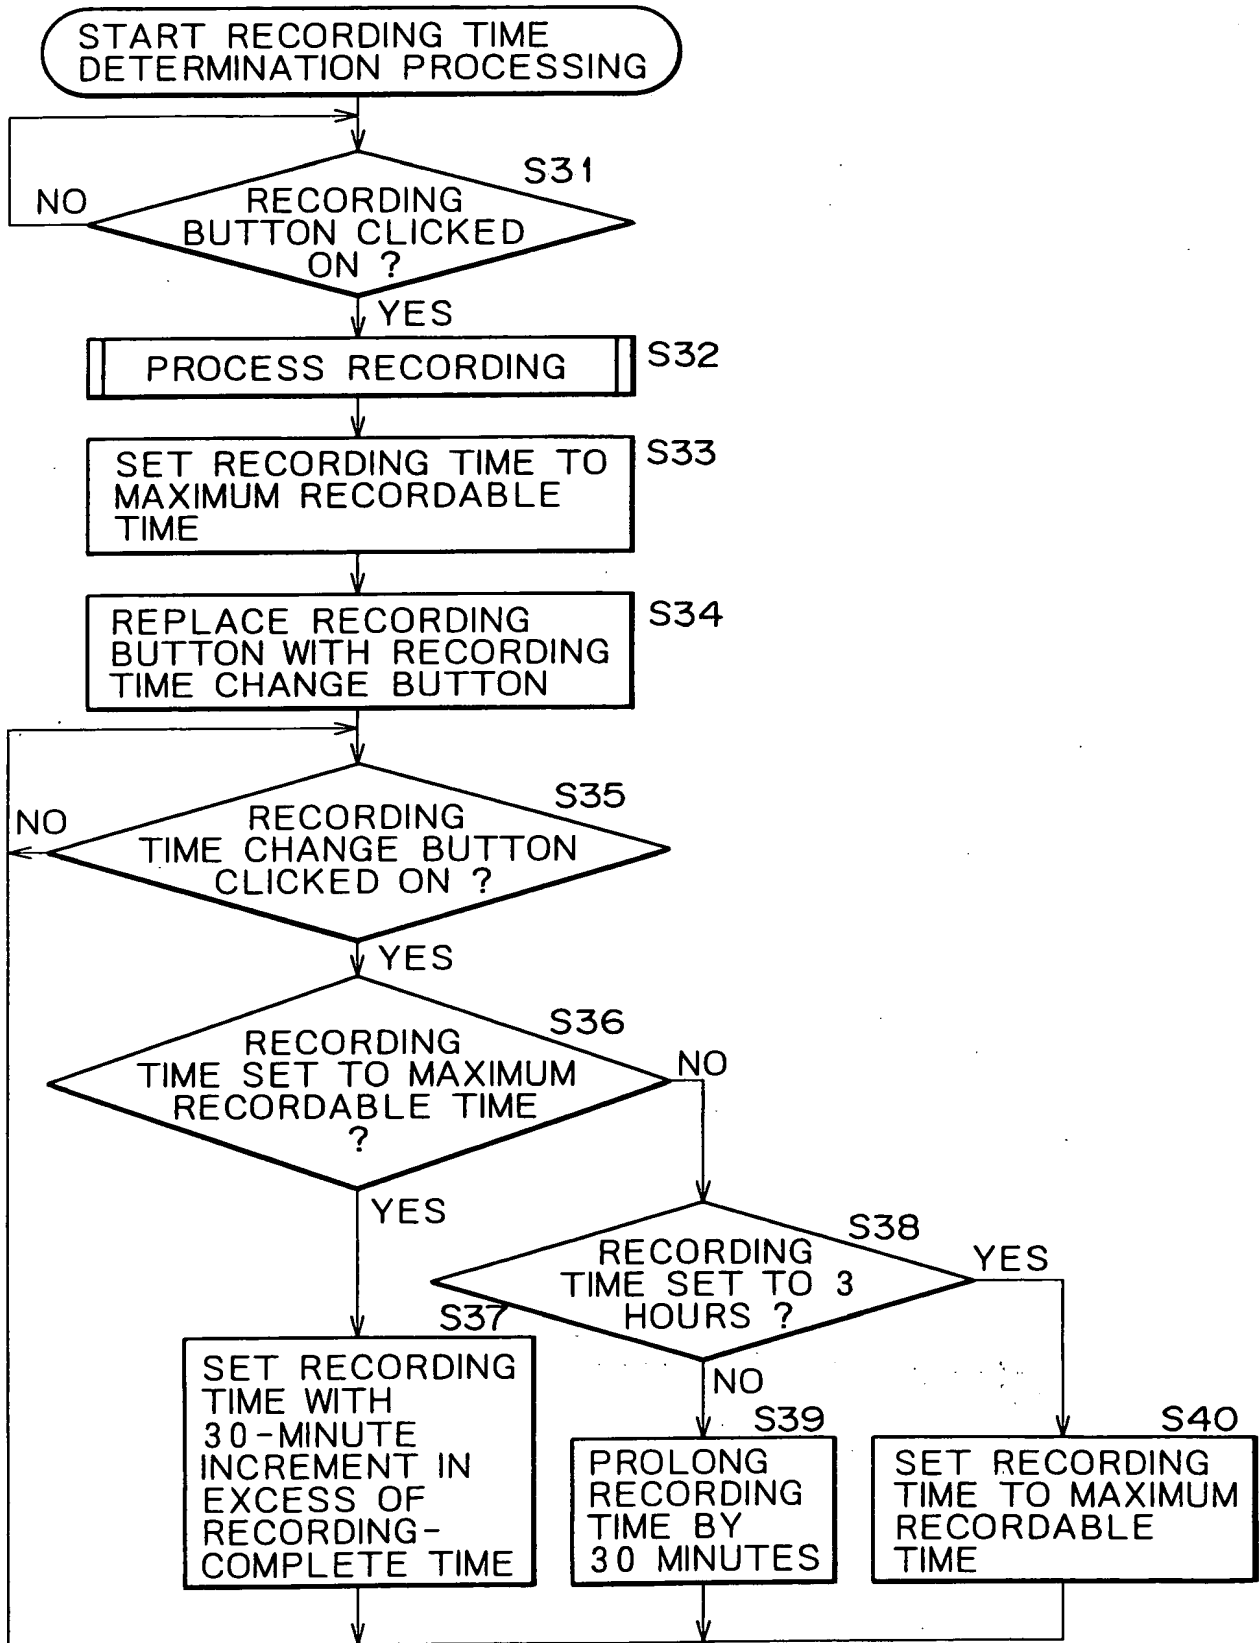 START RECORDING TIME
DETERMINATION PROCESSING
S31
NO
RECORDING
BUTTON CLICKED
ON ?
YES
PROCESS RECORDING
S32
SET RECORDING TIME TO
MAXIMUM RECORDABLE
TIME
S33
REPLACE RECORDING
BUTTON WITH RECORDING
TIME CHANGE BUTTON
S34
S35
NO
RECORDING
TIME CHANGE BUTTON
CLICKED ON ?
YES
S36
RECORDING
TIME SET TO MAXIMUM
RECORDABLE TIME
?
NO
YES
S38
RECORDING
TIME SET TO 3
HOURS ?
YES
S37
SET RECORDING
TIME WITH
30-MINUTE
INCREMENT IN
EXCESS OF
RECORDING-
COMPLETE TIME
NO
S39
PROLONG
RECORDING
TIME BY
30 MINUTES
S40
SET RECORDING
TIME TO MAXIMUM
RECORDABLE
TIME